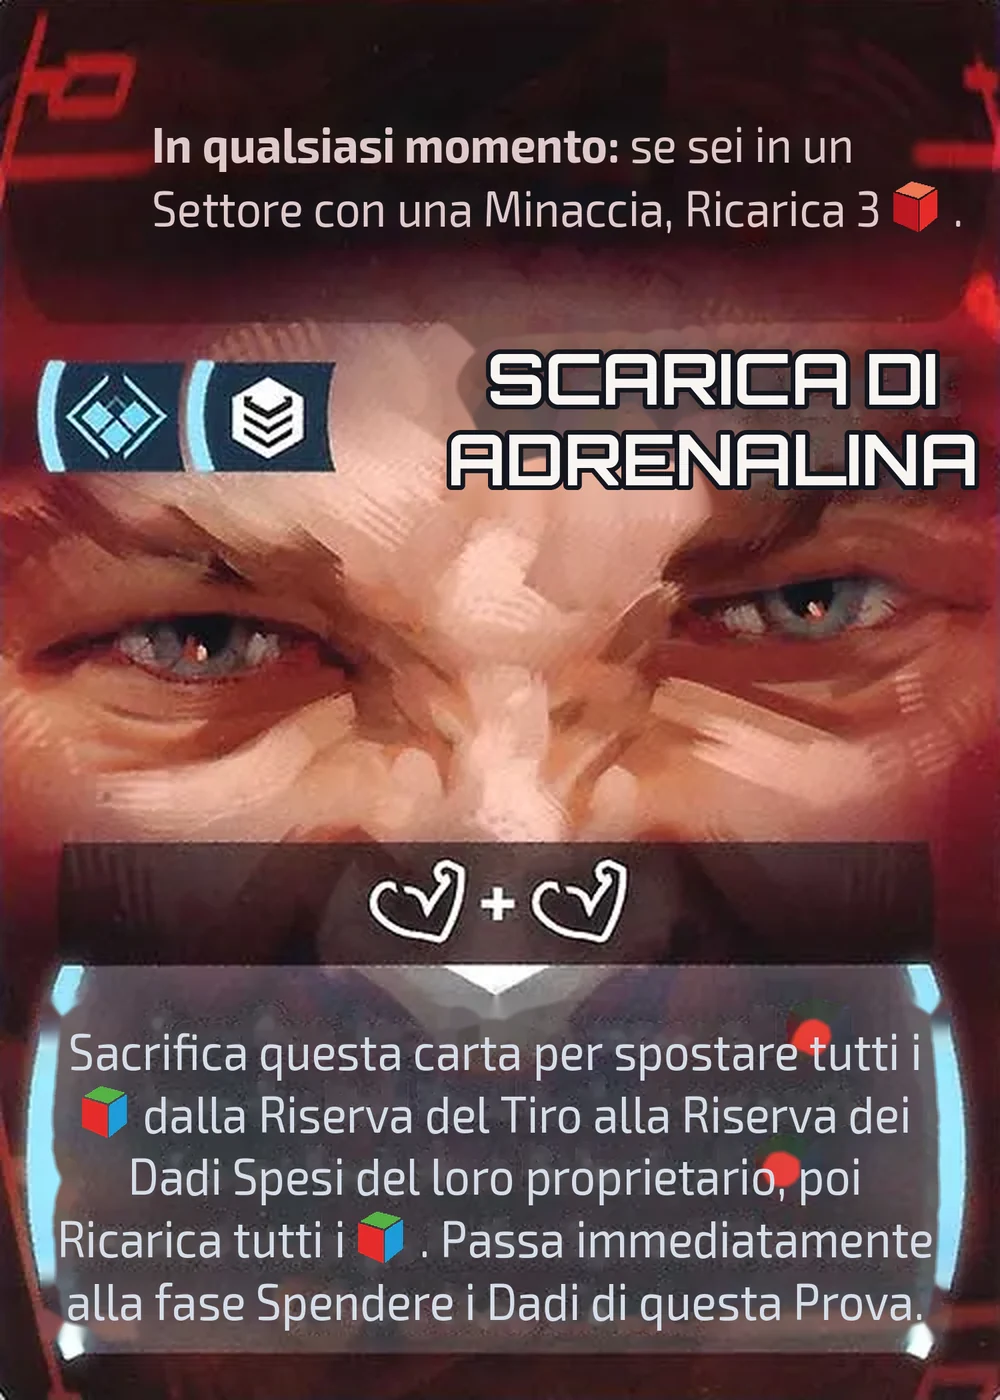 In qualsiasi momento: se sei in un
Settore con una Minaccia, Ricarica 3 .
SCARICA DI
ADRENALINA
+
Sacrifica questa carta per spostare tutti i
dalla Riserva del Tiro alla Riserva dei
Dadi Spesi del loro proprietario, poi
Ricarica tutti i . Passa immediatamente
alla fase Spendere i Dadi di questa Prova.